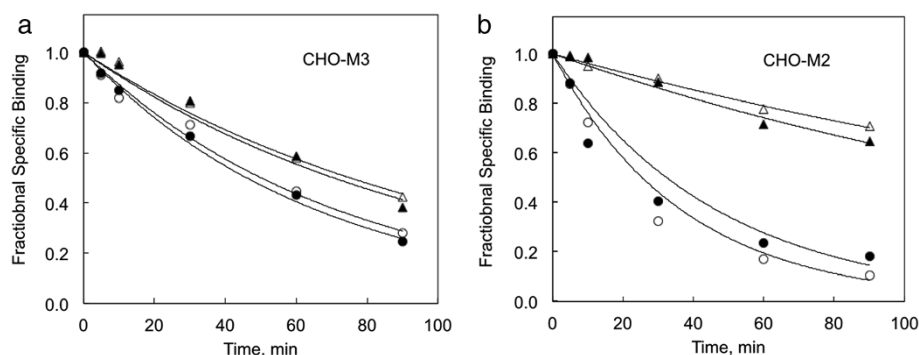 a
CHO-M3
Fractiobnal Specific Binding
1.0
0.8
0.6
0.4
0.2
0.0
0 20 40 60 80 100
Time, min
b
CHO-M2
Fractiobnal Specific Binding
1.0
0.8
0.6
0.4
0.2
0.0
0 20 40 60 80 100
Time, min